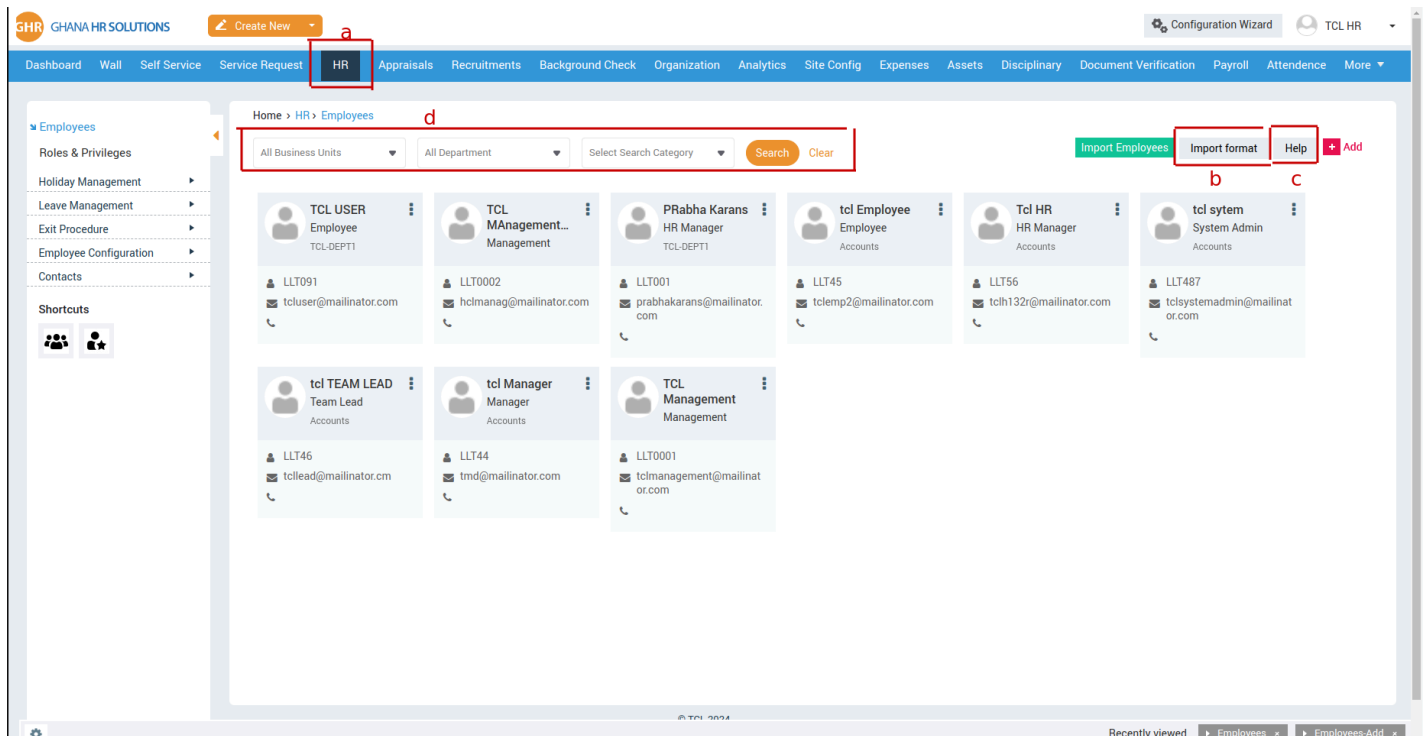 GHR GHANA HR SOLUTIONS Create New Configuration Wizard TCL HR
a
Dashboard Wall Self Service Service Request HR Appraisals Recruitments Background Check Organization Analytics Site Config Expenses Assets Disciplinary Document Verification Payroll Attendence More
Home > HR > Employees
d
Employees
Roles & Privileges
Holiday Management
Leave Management
Exit Procedure
Employee Configuration
Contacts
Shortcuts
All Business Units All Department Select Search Category Search Clear
Import Employees Import format Help + Add
b c
TCL USER
Employee
TCL-DEPT1
LLT091
tcluser@mailinator.com
TCL
MAnagement...
Management
LLT0002
hclmanag@mailinator.com
PRabha Karans
HR Manager
TCL-DEPT1
LLT001
prabhakarans@mailinator.
com
tcl Employee
Employee
Accounts
LLT45
tclemp2@mailinator.com
Tcl HR
HR Manager
Accounts
LLT56
tclh132r@mailinator.com
tcl sytem
System Admin
Accounts
LLT487
tclsystemadmin@mailinat
or.com
tcl TEAM LEAD
Team Lead
Accounts
LLT46
tcllead@mailinator.cm
tcl Manager
Manager
Accounts
LLT44
tmd@mailinator.com
TCL
Management
Management
LLT0001
tclmanagement@mailinat
or.com
© TCL 2024
Recently viewed Employees × Employees-Add ×